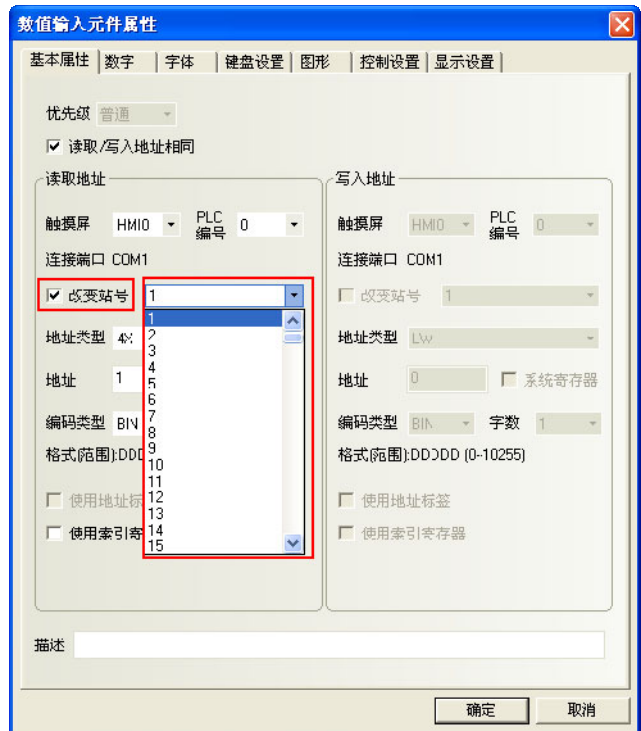 数值输入元件属性
基本属性 数字 字体 键盘设置 图形 控制设置 显示设置
优先级 普通
读取/写入地址相同
读取地址
触摸屏 HMI0 PLC编号 0
连接端口 COM1
改变站号 1
1
2
3
4
5
6
7
8
9
10
11
12
13
14
15
地址类型 4X
地址 1
编码类型 BIN
格式(范围):DDD
使用地址标
使用索引寄
写入地址
触摸屏 HMI0 PLC编号 0
连接端口 COM1
改变站号 1
地址类型 LW
地址 0 系统寄存器
编码类型 BIN 字数 1
格式(范围):DDDDD (0~10255)
使用地址标签
使用索引寄存器
描述
确定 取消